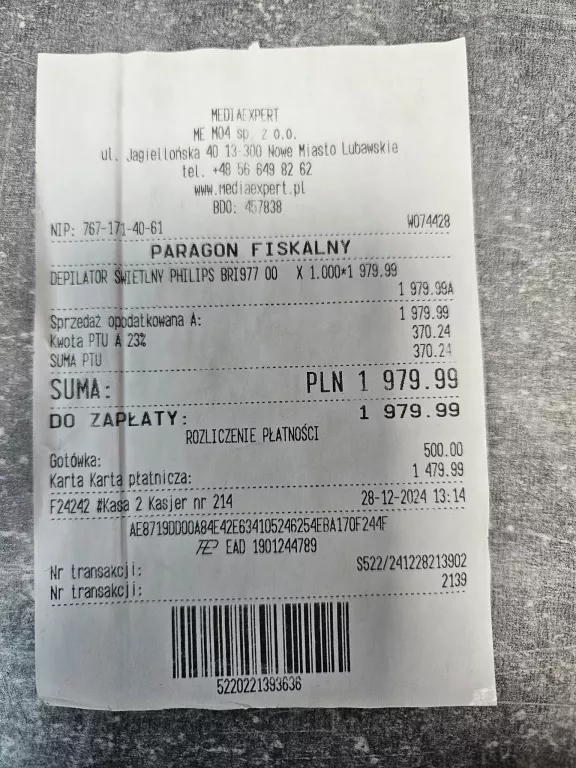 MEDIAEXPERT
ME M04 sp. z o.o.
ul. Jagiellońska 40 13-300 Nowe Miasto Lubawskie
tel. +48 56 649 82 62
www.mediaexpert.pl
BDO: 457838
NIP: 767-171-40-61 W074428
PARAGON FISKALNY
DEPILATOR ŚWIETLNY PHILIPS BRI977 00 X 1.000*1 979.99
1 979.99A
Sprzedaż opodatkowana A: 1 979.99
Kwota PTU A 23% 370.24
SUMA PTU 370.24
SUMA: PLN 1 979.99
DO ZAPŁATY: 1 979.99
ROZLICZENIE PŁATNOŚCI
Gotówka: 500.00
Karta Karta płatnicza: 1 479.99
F24242 #Kasa 2 Kasjer nr 214 28-12-2024 13:14
AE8719DD00A84E42E634105246254EBA170F244F
EAD 1901244789
Nr transakcji: S522/241228213902
Nr transakcji: 2139
5220221393636